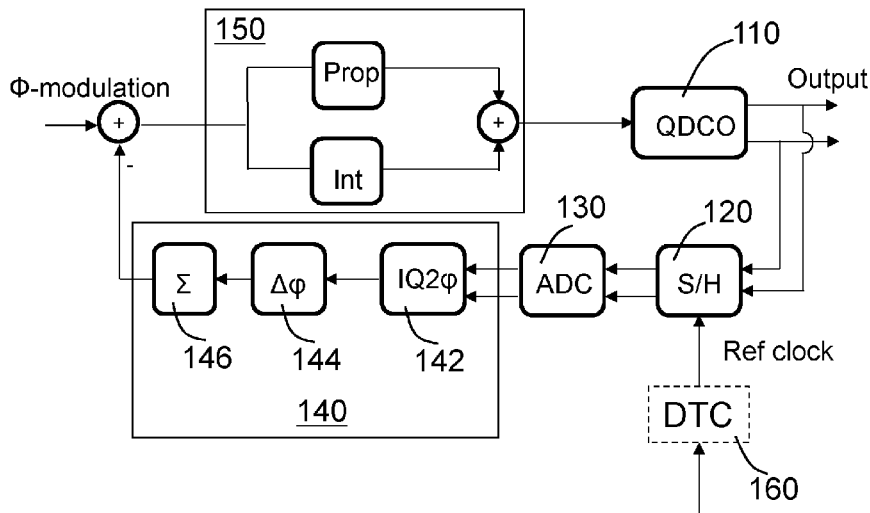 150
110
Φ-modulation
Prop
Output
+
+
QDCO
-
Int
130
120
Σ
Δφ
IQ2φ
ADC
S/H
146
144
142
Ref clock
140
DTC
160